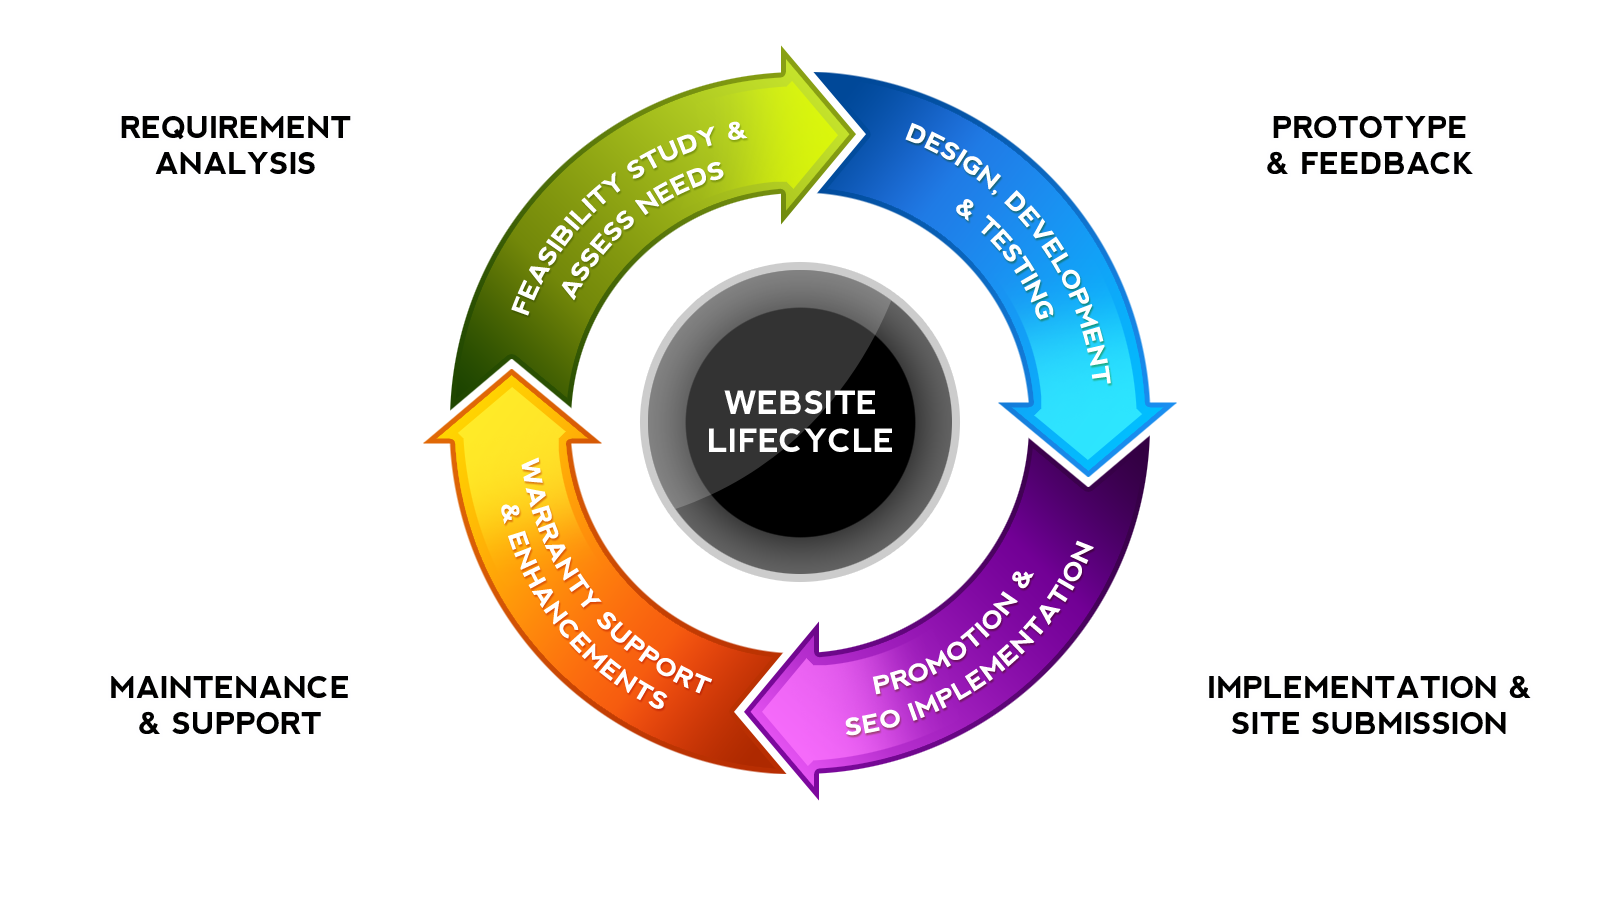 REQUIREMENT
ANALYSIS
FEASIBILITY STUDY &
ASSESS NEEDS
DESIGN, DEVELOPMENT
& TESTING
PROTOTYPE
& FEEDBACK
WEBSITE
LIFECYCLE
MAINTENANCE
& SUPPORT
WARRANTY SUPPORT
& ENHANCEMENTS
PROMOTION &
SEO IMPLEMENTATION
IMPLEMENTATION &
SITE SUBMISSION